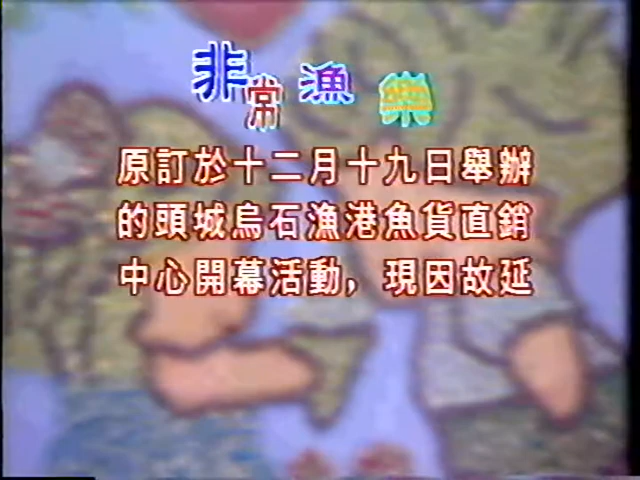 非常漁樂
原訂於十二月十九日舉辦
的頭城烏石漁港魚貨直銷
中心開幕活動，現因故延